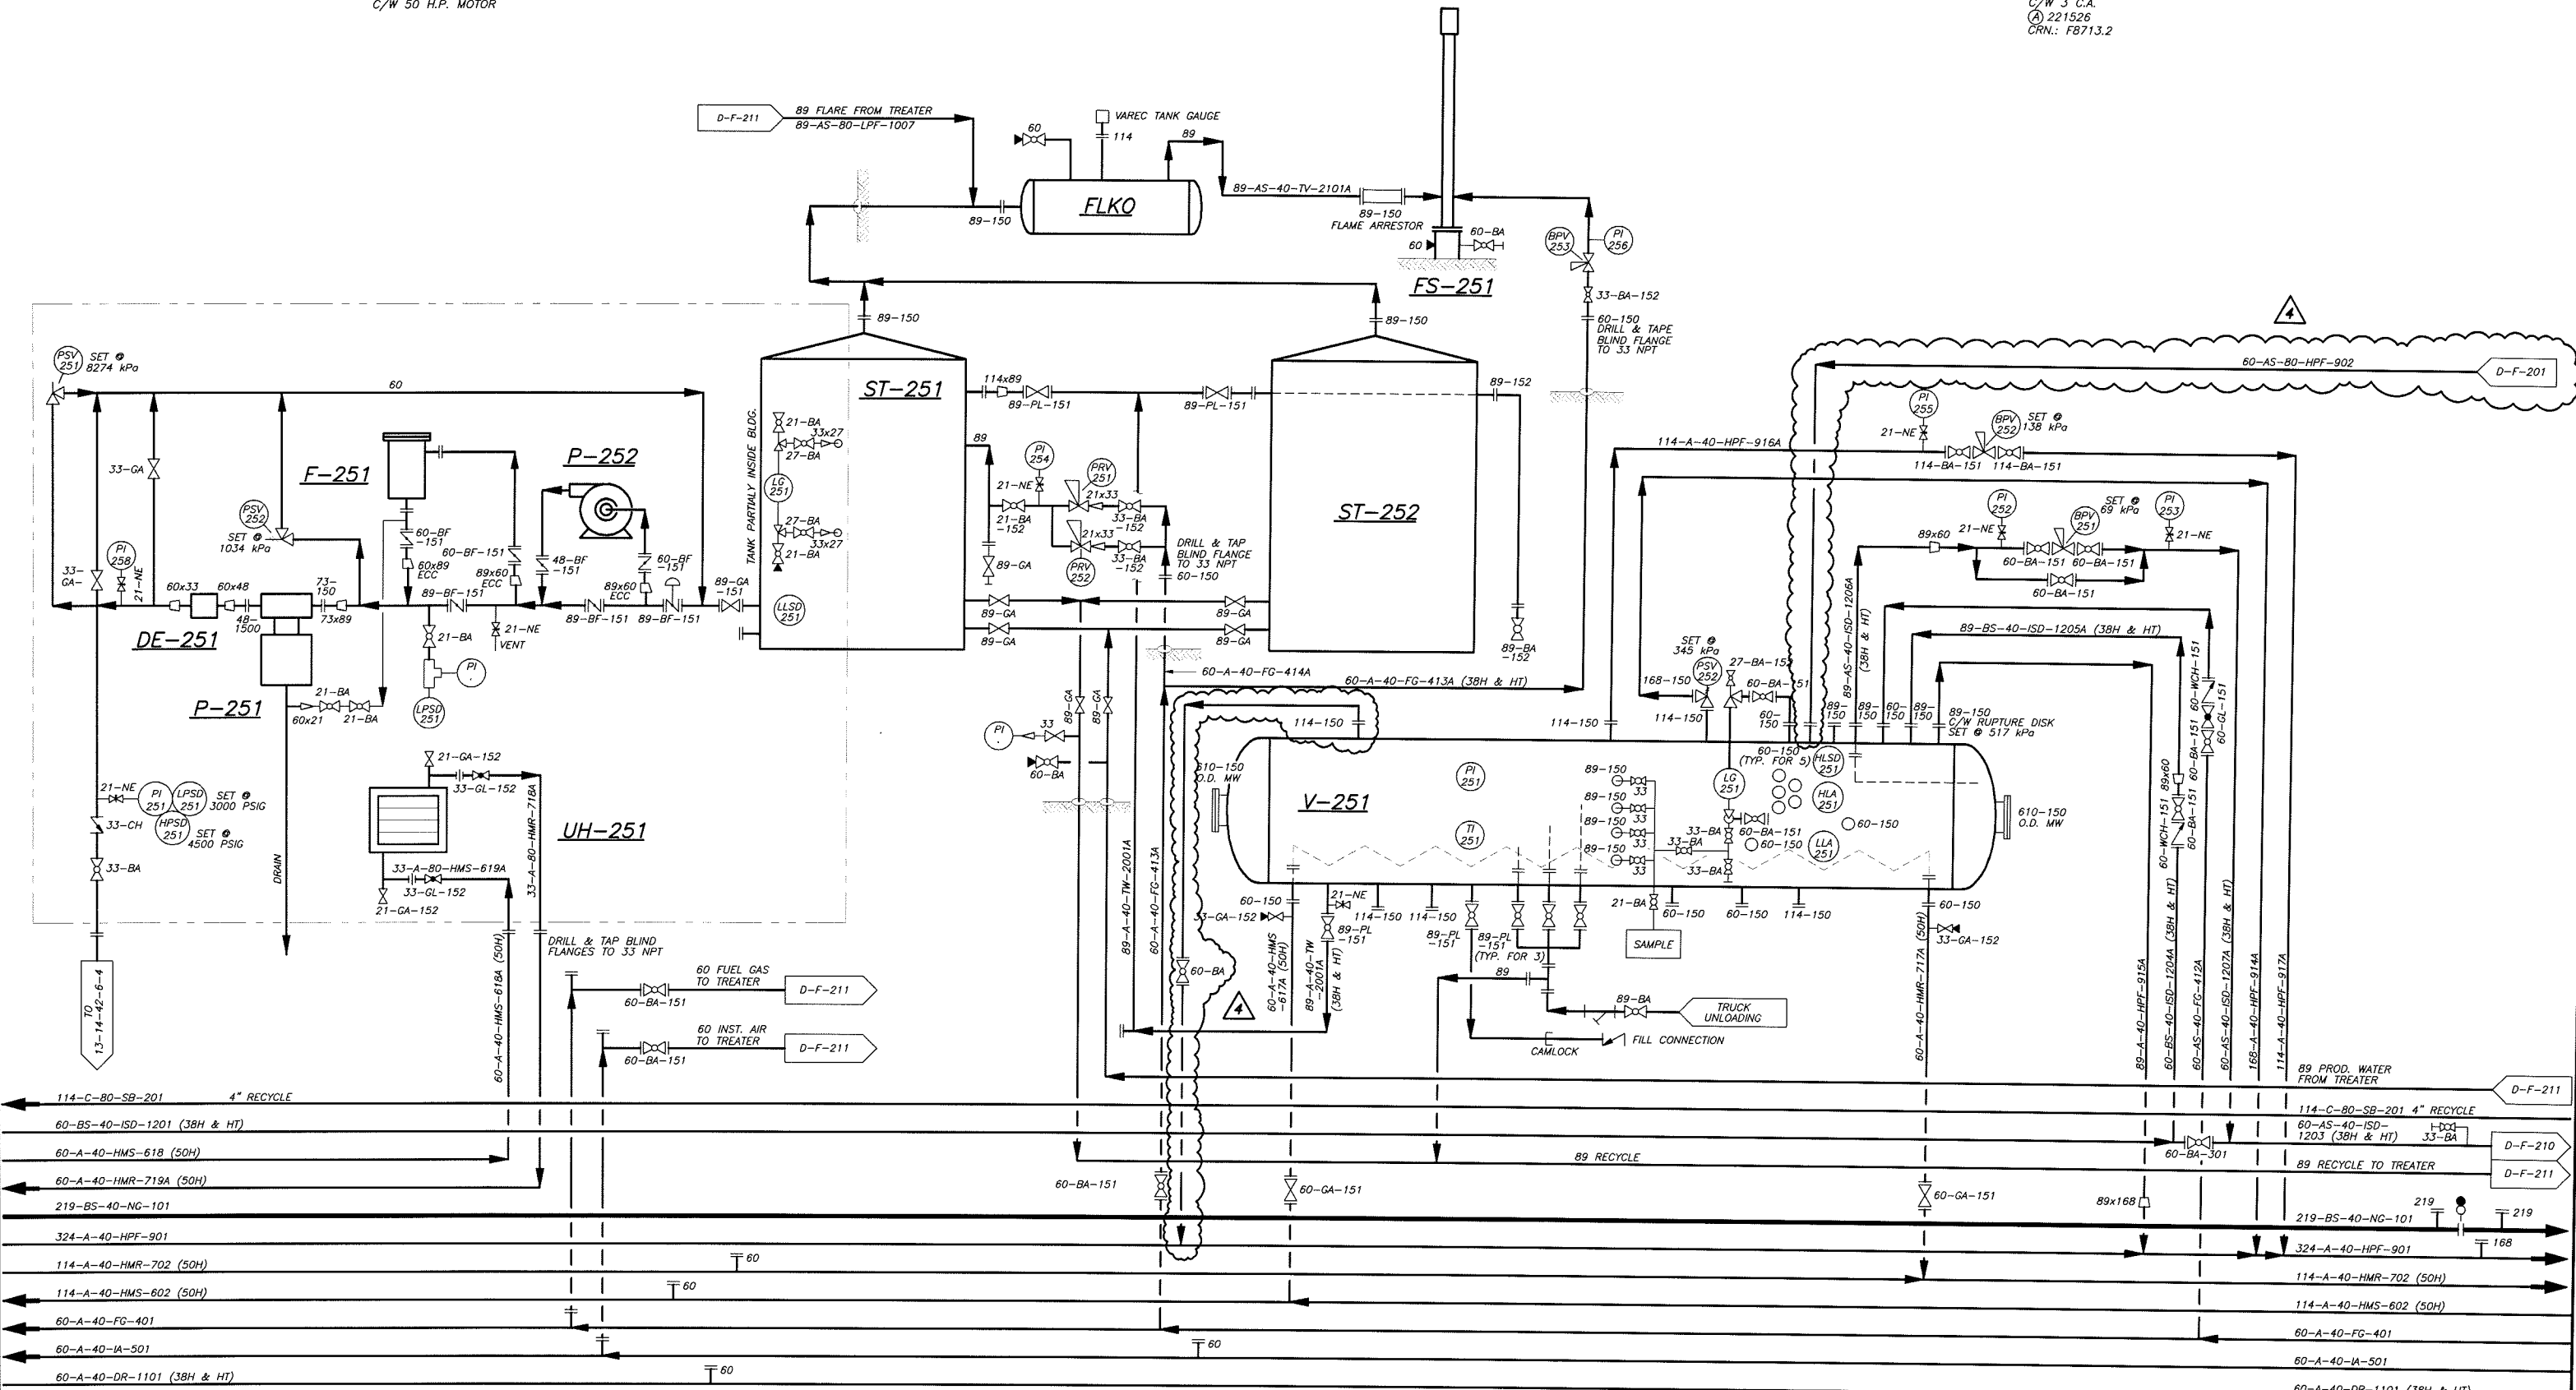 C/W 50 H.P. MOTOR
C/W 3 C.A.
Ⓐ 221526
CRN.: F8713.2
D-F-211
89 FLARE FROM TREATER
89-AS-80-LPF-1007
60
VAREC TANK GAUGE
114
89
89-150
FLKO
89-AS-40-TV-2101A
89-150
FLAME ARRESTOR
60
60-BA
FS-251
BPV
253
PI
256
33-BA-152
60-150
DRILL & TAPE
BLIND FLANGE
TO 33 NPT
4
60-AS-80-HPF-902
D-F-201
PSV
251
SET @
8274 kPa
60
89-150
89-150
ST-251
114x89
89-PL-151
89-PL-151
89-152
ST-252
89-BA
-152
TANK PARTIALY INSIDE BLDG.
21-BA
33x27
27-BA
LG
251
27-BA
33x27
21-BA
LLSD
251
89
PI
254
21-NE
21-BA
-152
PRV
251
21x33
33-BA
-152
21x33
33-BA
-152
PRV
252
89-GA
DRILL & TAP
BLIND FLANGE
TO 33 NPT
60-150
89-GA
89-GA
89-GA
89-GA
33-GA
F-251
P-252
PSV
252
SET @
1034 kPa
PI
258
21-NE
33-
GA-
60-BF
-151
60x89
ECC
60-BF-151
89x60
ECC
48-BF
-151
60-BF
-151
89x60
ECC
89-GA
-151
60x33
60x48
48-
1500
73-
150
73x89
89-BF-151
89-BF-151
89-BF-151
DE-251
P-251
21-BA
21-NE
VENT
PI
LPSD
251
60x21
21-BA
21-BA
21-GA-152
33-GL-152
UH-251
33-A-80-HMS-619A
33-GL-152
21-GA-152
33-A-80-HMR-718A
21-NE
PI
251
LPSD
251
SET @
3000 PSIG
HPSD
251
SET @
4500 PSIG
33-CH
33-BA
DRAIN
TO
13-14-42-6-4
60-A-40-HMS-618A (50H)
DRILL & TAP BLIND
FLANGES TO 33 NPT
60 FUEL GAS
TO TREATER
D-F-211
60-BA-151
60 INST. AIR
TO TREATER
D-F-211
60-BA-151
60-A-40-FG-414A
60-A-40-FG-413A (38H & HT)
89-GA
89-GA
PI
33
60-BA
89-A-40-TW-2001A
60-A-40-FG-413A
114-150
60-BA
4
114-A-40-HPF-916A
PI
255
21-NE
BPV
252
SET @
138 kPa
114-BA-151
114-BA-151
PI
252
21-NE
BPV
251
SET @
69 kPa
PI
253
21-NE
89x60
60-BA-151
60-BA-151
60-BA-151
89-AS-40-ISD-1206A
(38H & HT)
89-BS-40-ISD-1205A (38H & HT)
SET @
345 kPa
PSV
252
168-150
114-150
114-150
27-BA-152
60-BA-151
60-
150
89-
150
89-
150
60-
150
89-
150
89-150
C/W RUPTURE DISK
SET @ 517 kPa
60-WCH-151
60-GL-151
60-BA-151
89x60
60-BA-151
60-WCH-151
610-150
O.D. MW
V-251
PI
251
TI
251
89-150
33
89-150
33
89-150
33
89-150
33
60-150
(TYP. FOR 5)
LG
251
HLSD
251
HLA
251
LLA
251
60-150
60-BA-151
60-150
33-BA
33-BA
33-BA
610-150
O.D. MW
60-150
33-GA-152
21-NE
89-PL
-151
114-150
114-150
89-PL
-151
89-PL
-151
(TYP. FOR 3)
21-BA
SAMPLE
60-150
60-150
114-150
60-150
33-GA-152
60-A-40-HMS
-617A (50H)
89-A-40-TW
-2001A
(38H & HT)
89
89-BA
TRUCK
UNLOADING
CAMLOCK
FILL CONNECTION
60-A-40-HMR-717A (50H)
89-A-40-HPF-915A
60-BS-40-ISD-1204A (38H & HT)
60-AS-40-FG-412A
60-AS-40-ISD-1207A (38H & HT)
168-A-40-HPF-914A
114-A-40-HPF-917A
89 PROD. WATER
FROM TREATER
D-F-211
114-C-80-SB-201
4" RECYCLE
114-C-80-SB-201 4" RECYCLE
60-BS-40-ISD-1201 (38H & HT)
60-AS-40-ISD-
1203 (38H & HT)
33-BA
D-F-210
60-BA-301
60-A-40-HMS-618 (50H)
89 RECYCLE
89 RECYCLE TO TREATER
D-F-211
60-A-40-HMR-719A (50H)
60-BA-151
60-GA-151
60-GA-151
89x168
219-BS-40-NG-101
219-BS-40-NG-101
219
219
324-A-40-HPF-901
324-A-40-HPF-901
168
114-A-40-HMR-702 (50H)
60
114-A-40-HMR-702 (50H)
114-A-40-HMS-602 (50H)
60
114-A-40-HMS-602 (50H)
60-A-40-FG-401
60-A-40-FG-401
60-A-40-IA-501
60
60-A-40-IA-501
60-A-40-DR-1101 (38H & HT)
60
60-A-40-DR-1101 (38H & HT)